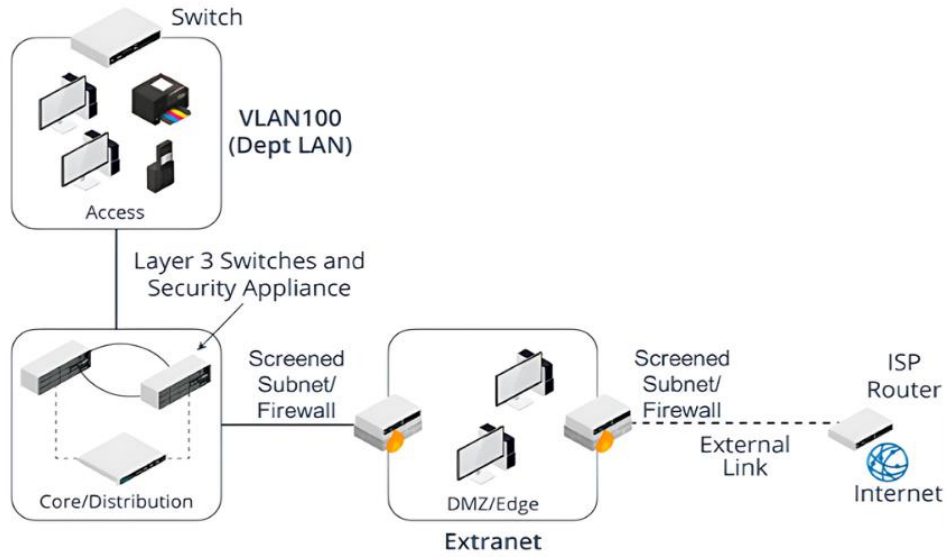 Switch
VLAN100
(Dept LAN)
Access
Layer 3 Switches and
Security Appliance
Core/Distribution
Screened
Subnet/
Firewall
DMZ/Edge
Extranet
Screened
Subnet/
Firewall
External
Link
ISP
Router
Internet